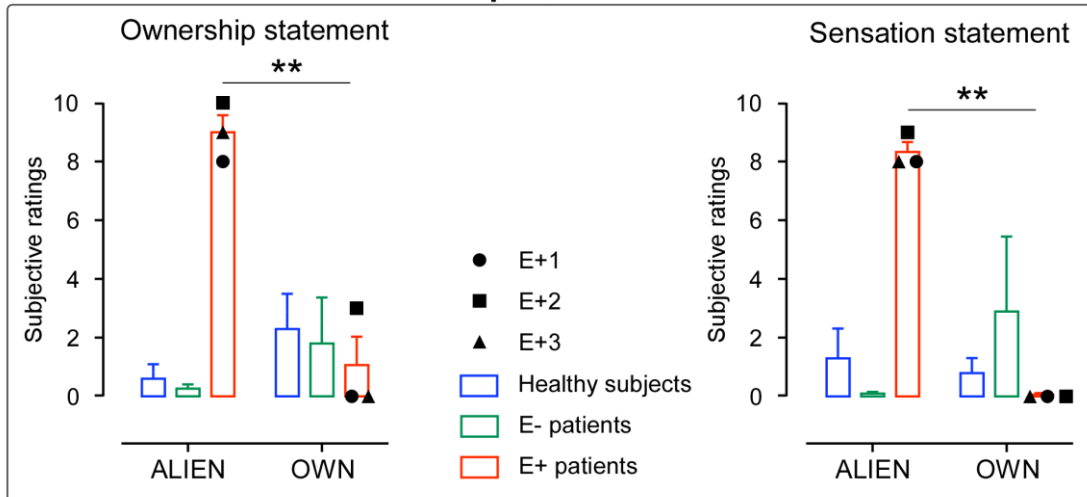 Ownership statement
**
Subjective ratings
10
8
6
4
2
0
ALIEN
OWN
E+1
E+2
E+3
Healthy subjects
E- patients
E+ patients
Sensation statement
**
Subjective ratings
10
8
6
4
2
0
ALIEN
OWN